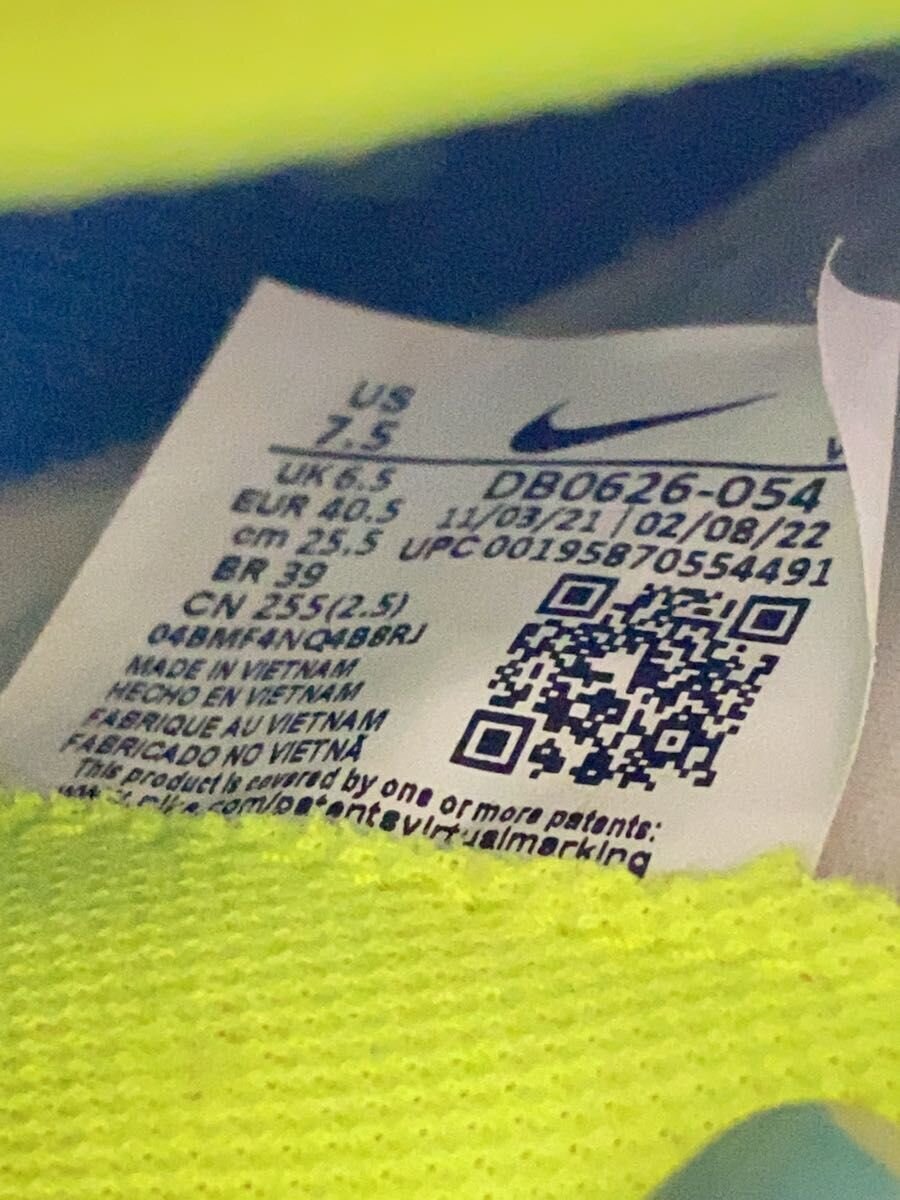 US
7.5
UK 6.5
EUR 40.5
cm 25.5
BR 39
CN 255(2.5)
DB0626-054
11/03/21 | 02/08/22
UPC 00195870554491
04BMF4NQ4B8RJ
MADE IN VIETNAM
HECHO EN VIETNAM
FABRIQUE AU VIETNAM
FABRICADO NO VIETNÃ
This product is covered by one or more patents:
www.nike.com/patentsvirtualmarking